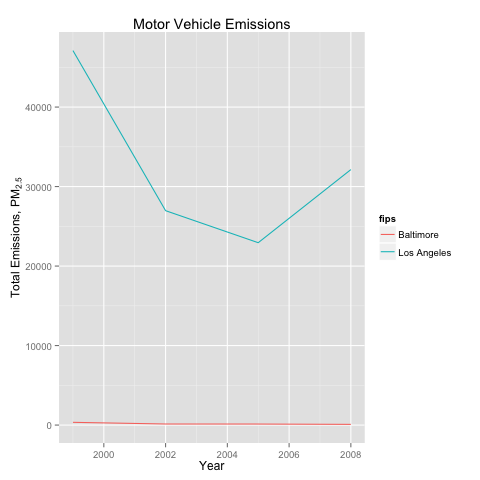 Motor Vehicle Emissions
Total Emissions, PM₂.₅
40000
30000
20000
10000
0
2000
2002
2004
2006
2008
Year
fips
Baltimore
Los Angeles